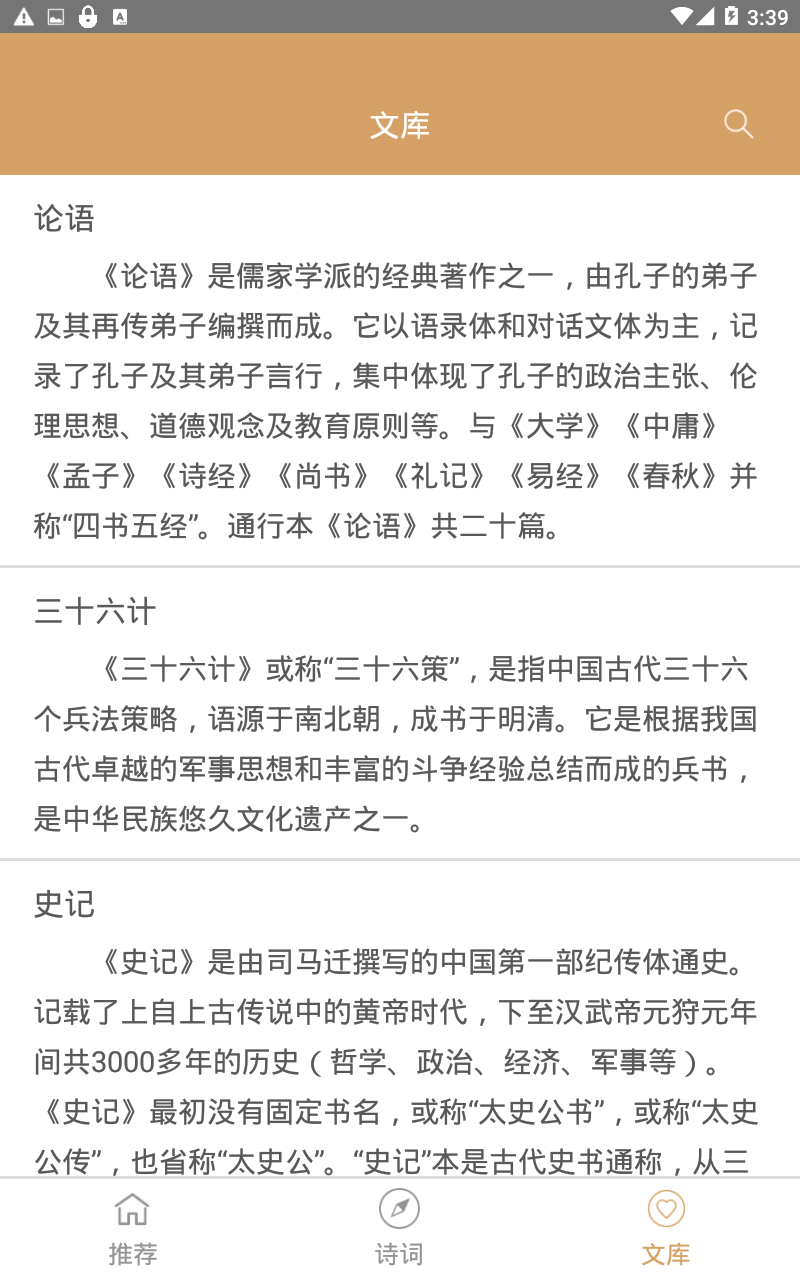 3:39
文库
论语
《论语》是儒家学派的经典著作之一，由孔子的弟子
及其再传弟子编撰而成。它以语录体和对话文体为主，记
录了孔子及其弟子言行，集中体现了孔子的政治主张、伦
理思想、道德观念及教育原则等。与《大学》《中庸》
《孟子》《诗经》《尚书》《礼记》《易经》《春秋》并
称“四书五经”。通行本《论语》共二十篇。
三十六计
《三十六计》或称“三十六策”，是指中国古代三十六
个兵法策略，语源于南北朝，成书于明清。它是根据我国
古代卓越的军事思想和丰富的斗争经验总结而成的兵书，
是中华民族悠久文化遗产之一。
史记
《史记》是由司马迁撰写的中国第一部纪传体通史。
记载了上自上古传说中的黄帝时代，下至汉武帝元狩元年
间共3000多年的历史（哲学、政治、经济、军事等）。
《史记》最初没有固定书名，或称“太史公书”，或称“太史
公传”，也省称“太史公”。“史记”本是古代史书通称，从三
推荐
诗词
文库